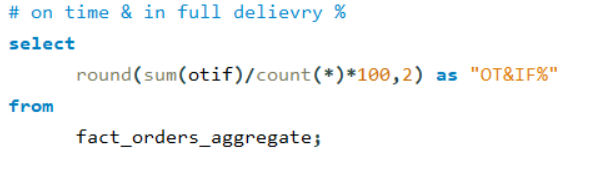 # on time & in full delievry %
select
round(sum(otif)/count(*)*100,2) as "OT&IF%"
from
fact_orders_aggregate;